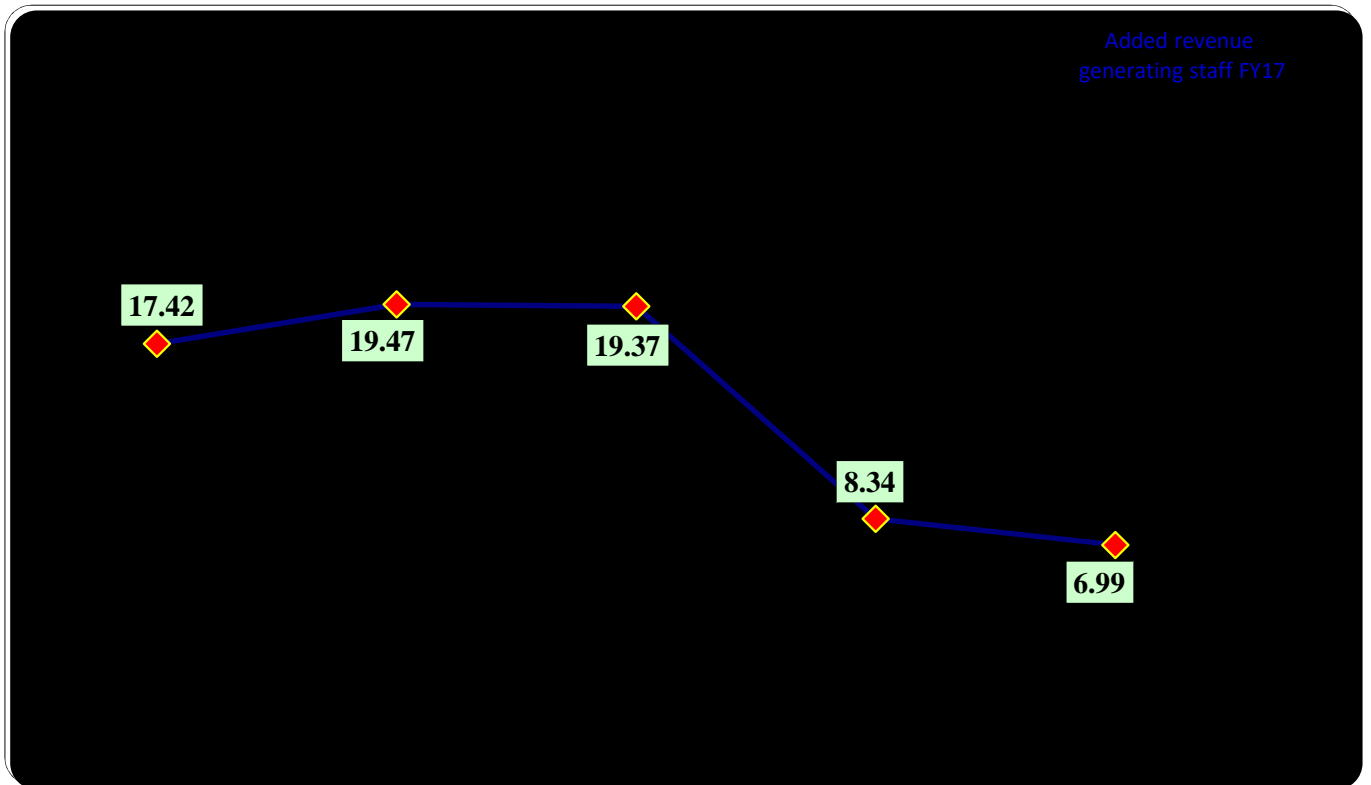 Added revenue
generating staff FY17
17.42
19.47
19.37
8.34
6.99